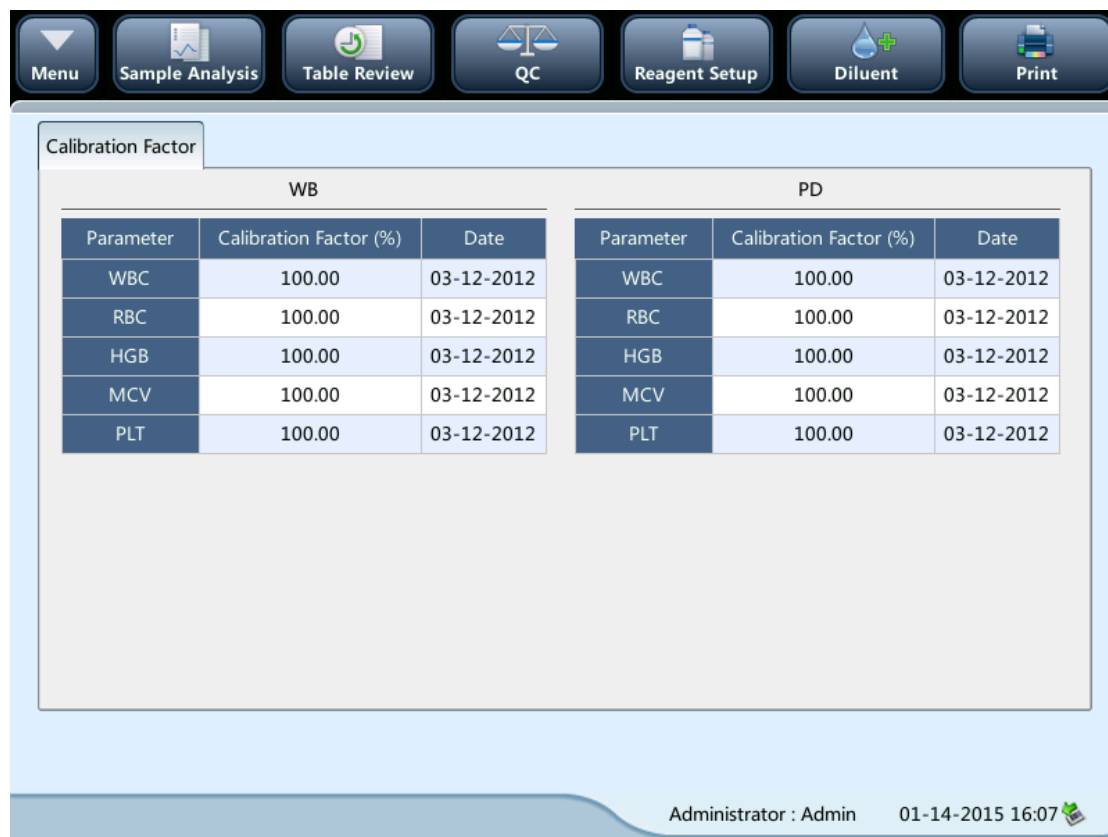 Menu Sample Analysis Table Review QC Reagent Setup Diluent Print
Calibration Factor
WB PD
Parameter Calibration Factor (%) Date Parameter Calibration Factor (%) Date
WBC 100.00 03-12-2012 WBC 100.00 03-12-2012
RBC 100.00 03-12-2012 RBC 100.00 03-12-2012
HGB 100.00 03-12-2012 HGB 100.00 03-12-2012
MCV 100.00 03-12-2012 MCV 100.00 03-12-2012
PLT 100.00 03-12-2012 PLT 100.00 03-12-2012
Administrator : Admin 01-14-2015 16:07